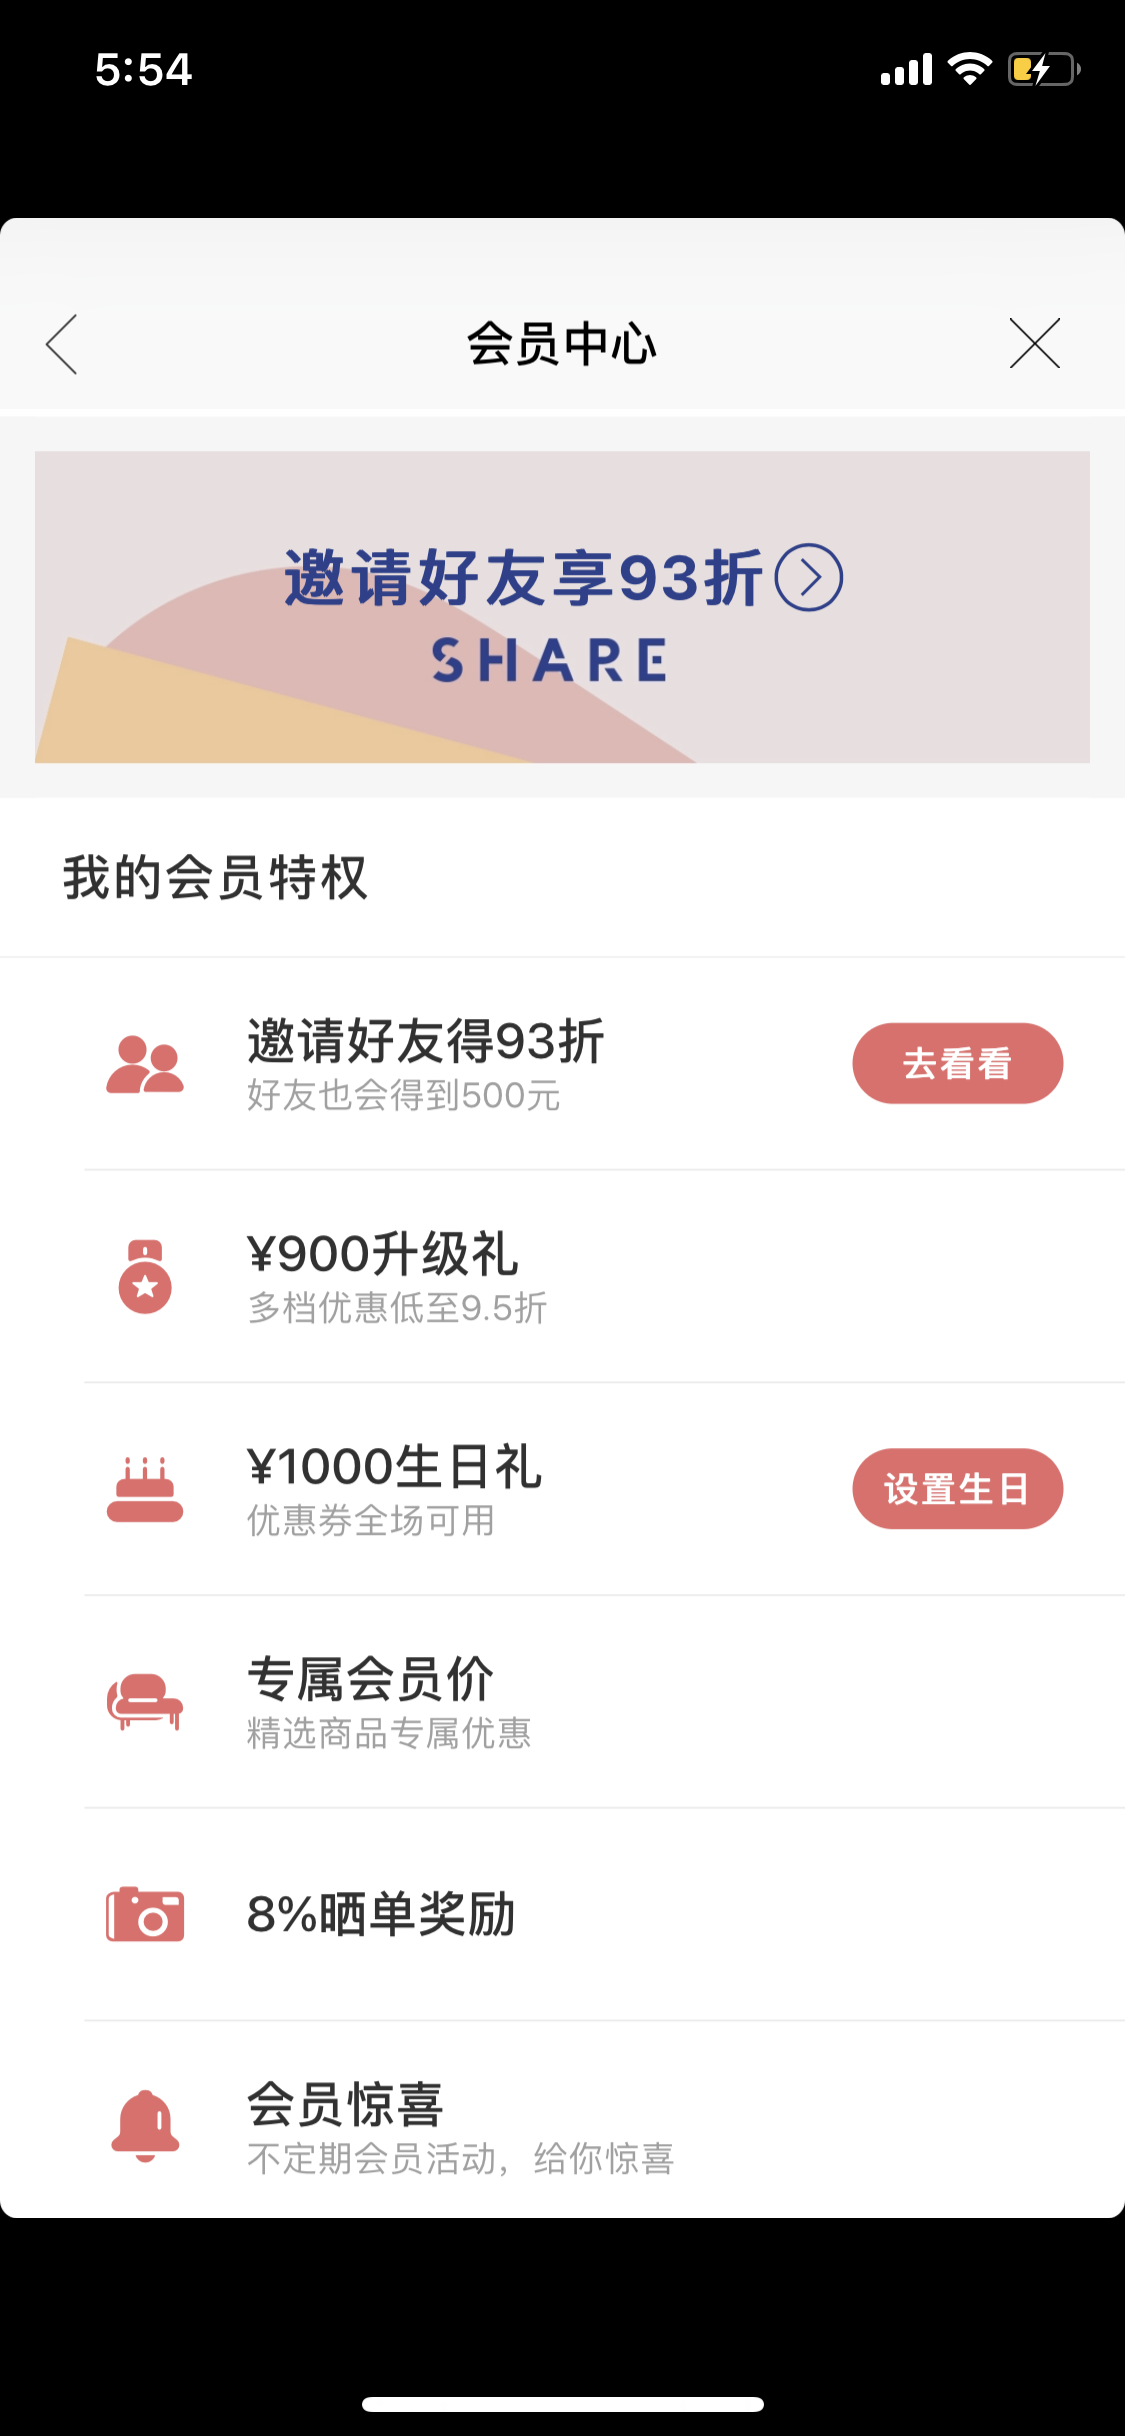 5:54
会员中心
邀请好友享93折
SHARE
我的会员特权
邀请好友得93折
好友也会得到500元
去看看
¥900升级礼
多档优惠低至9.5折
¥1000生日礼
优惠券全场可用
设置生日
专属会员价
精选商品专属优惠
8%晒单奖励
会员惊喜
不定期会员活动，给你惊喜